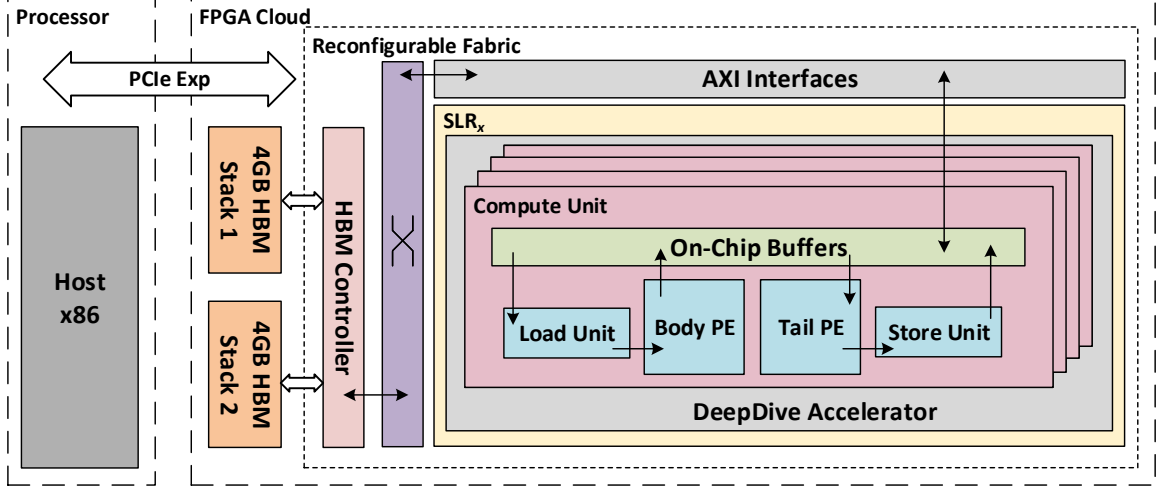 Processor
FPGA Cloud
Reconfigurable Fabric
PCIe Exp
AXI Interfaces
SLRx
4GB HBM
Stack 1
HBM Controller
Compute Unit
On-Chip Buffers
Host
x86
Load Unit
Body PE
Tail PE
Store Unit
4GB HBM
Stack 2
DeepDive Accelerator